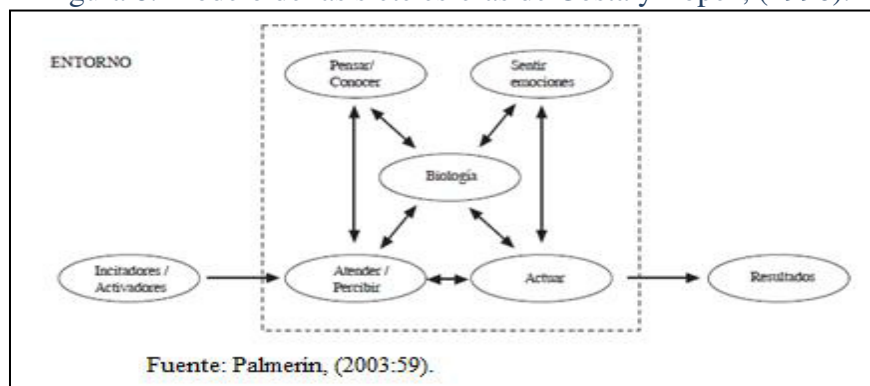 ENTORNO
Pensar/
Conocer
Sentir
emociones
Biología
Incitadores /
Activadores
Atender /
Percibir
Actuar
Resultados
Fuente: Palmerin, (2003:59).